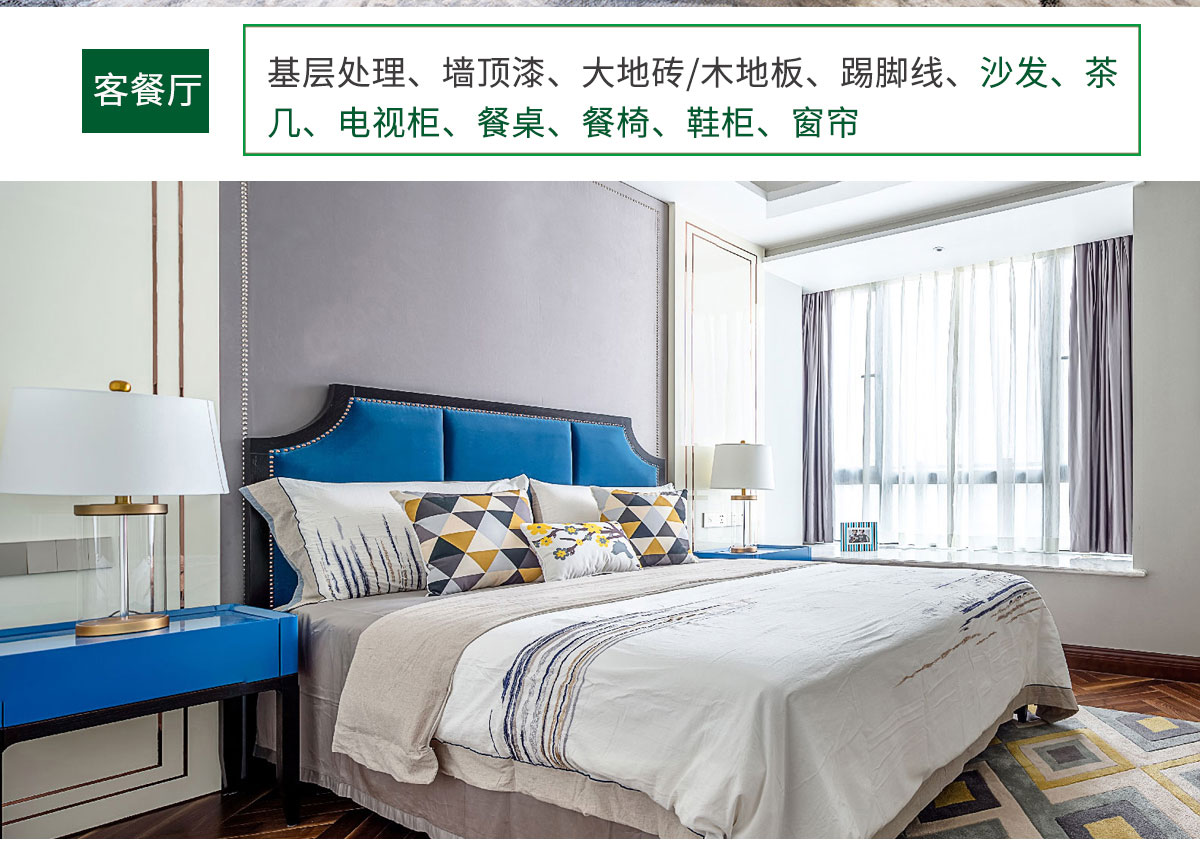 客餐厅
基层处理、墙顶漆、大地砖/木地板、踢脚线、沙发、茶
几、电视柜、餐桌、餐椅、鞋柜、窗帘